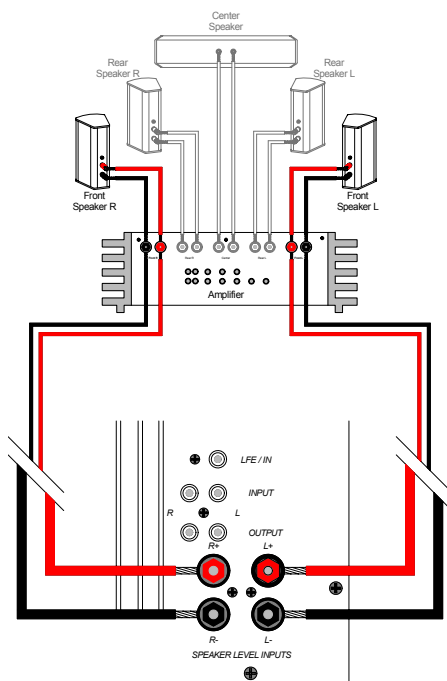 Center
Speaker
Rear
Speaker R
Rear
Speaker L
Front
Speaker R
Front
Speaker L
Amplifier
LFE / IN
INPUT
R
L
OUTPUT
R+
L+
R-
L-
SPEAKER LEVEL INPUTS